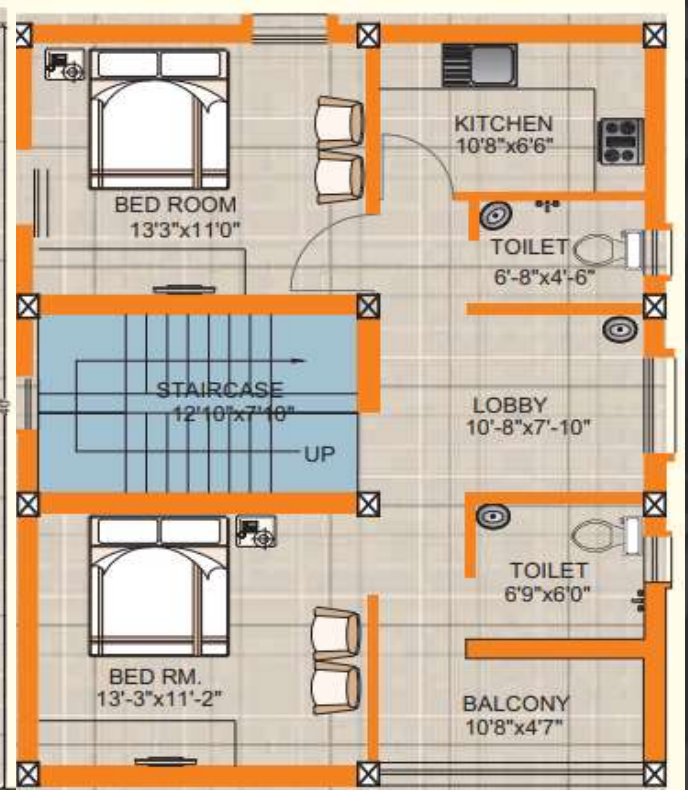 KITCHEN
10'8"x6'6"
BED ROOM
13'3"x11'0"
TOILET
6'-8"x4'-6"
STAIRCASE
12'10"x7'10"
UP
LOBBY
10'-8"x7'-10"
TOILET
6'9"x6'0"
BED RM.
13'-3"x11'-2"
BALCONY
10'8"x4'7"